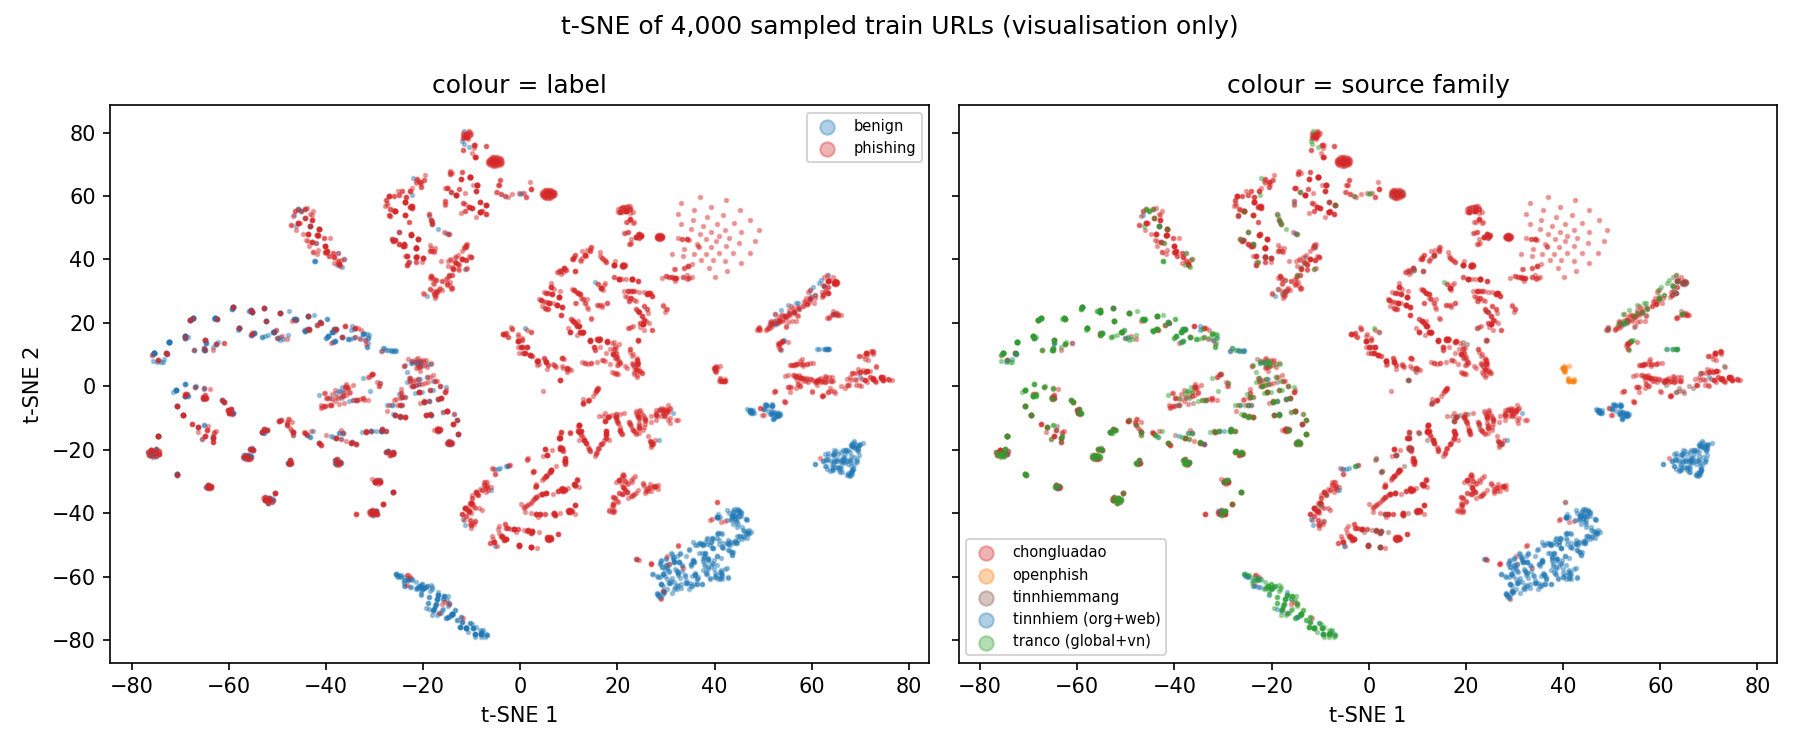 t-SNE of 4,000 sampled train URLs (visualisation only)
colour = label
benign
phishing
80
60
40
20
0
−20
−40
−60
−80
t-SNE 2
−80 −60 −40 −20 0 20 40 60 80
t-SNE 1
colour = source family
chongluadao
openphish
tinnhiemmang
tinnhiem (org+web)
tranco (global+vn)
−80 −60 −40 −20 0 20 40 60 80
t-SNE 1